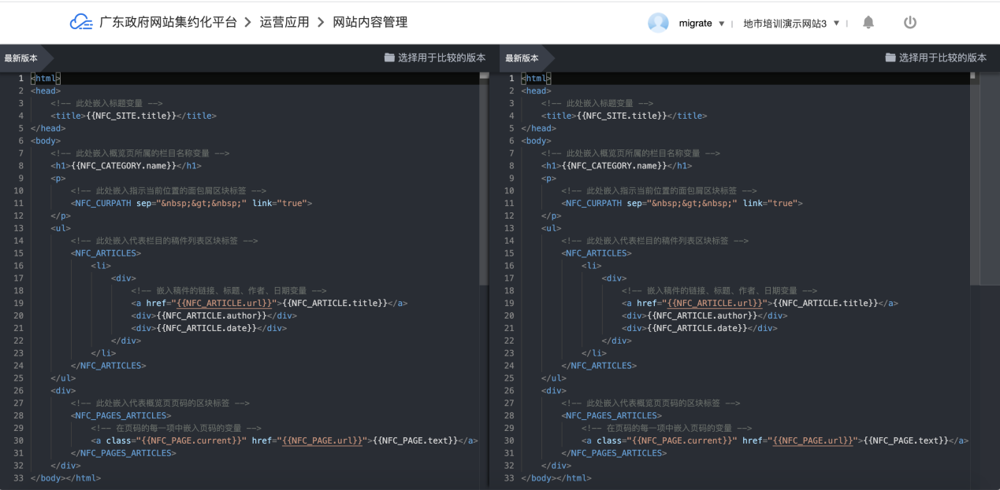 广东政府网站集约化平台 > 运营应用 > 网站内容管理 migrate ▼ | 地市培训演示网站3 ▼ |
最新版本 选择用于比较的版本
1 <html>
2 <head>
3 <!-- 此处嵌入标题变量 -->
4 <title>{{NFC_SITE.title}}</title>
5 </head>
6 <body>
7 <!-- 此处嵌入概览页所属的栏目名称变量 -->
8 <h1>{{NFC_CATEGORY.name}}</h1>
9 <p>
10 <!-- 此处嵌入指示当前位置的面包屑区块标签 -->
11 <NFC_CURPATH sep="&nbsp;&gt;&nbsp;" link="true">
12 </p>
13 <ul>
14 <!-- 此处嵌入代表栏目的稿件列表区块标签 -->
15 <NFC_ARTICLES>
16 <li>
17 <div>
18 <!-- 嵌入稿件的链接、标题、作者、日期变量 -->
19 <a href="{{NFC_ARTICLE.url}}">{{NFC_ARTICLE.title}}</a>
20 <div>{{NFC_ARTICLE.author}}</div>
21 <div>{{NFC_ARTICLE.date}}</div>
22 </div>
23 </li>
24 </NFC_ARTICLES>
25 </ul>
26 <div>
27 <!-- 此处嵌入代表概览页页码的区块标签 -->
28 <NFC_PAGES_ARTICLES>
29 <!-- 在页码的每一项中嵌入页码的变量 -->
30 <a class="{{NFC_PAGE.current}}" href="{{NFC_PAGE.url}}">{{NFC_PAGE.text}}</a>
31 </NFC_PAGES_ARTICLES>
32 </div>
33 </body></html>
最新版本 选择用于比较的版本
1 <html>
2 <head>
3 <!-- 此处嵌入标题变量 -->
4 <title>{{NFC_SITE.title}}</title>
5 </head>
6 <body>
7 <!-- 此处嵌入概览页所属的栏目名称变量 -->
8 <h1>{{NFC_CATEGORY.name}}</h1>
9 <p>
10 <!-- 此处嵌入指示当前位置的面包屑区块标签 -->
11 <NFC_CURPATH sep="&nbsp;&gt;&nbsp;" link="true">
12 </p>
13 <ul>
14 <!-- 此处嵌入代表栏目的稿件列表区块标签 -->
15 <NFC_ARTICLES>
16 <li>
17 <div>
18 <!-- 嵌入稿件的链接、标题、作者、日期变量 -->
19 <a href="{{NFC_ARTICLE.url}}">{{NFC_ARTICLE.title}}</a>
20 <div>{{NFC_ARTICLE.author}}</div>
21 <div>{{NFC_ARTICLE.date}}</div>
22 </div>
23 </li>
24 </NFC_ARTICLES>
25 </ul>
26 <div>
27 <!-- 此处嵌入代表概览页页码的区块标签 -->
28 <NFC_PAGES_ARTICLES>
29 <!-- 在页码的每一项中嵌入页码的变量 -->
30 <a class="{{NFC_PAGE.current}}" href="{{NFC_PAGE.url}}">{{NFC_PAGE.text}}</a>
31 </NFC_PAGES_ARTICLES>
32 </div>
33 </body></html>